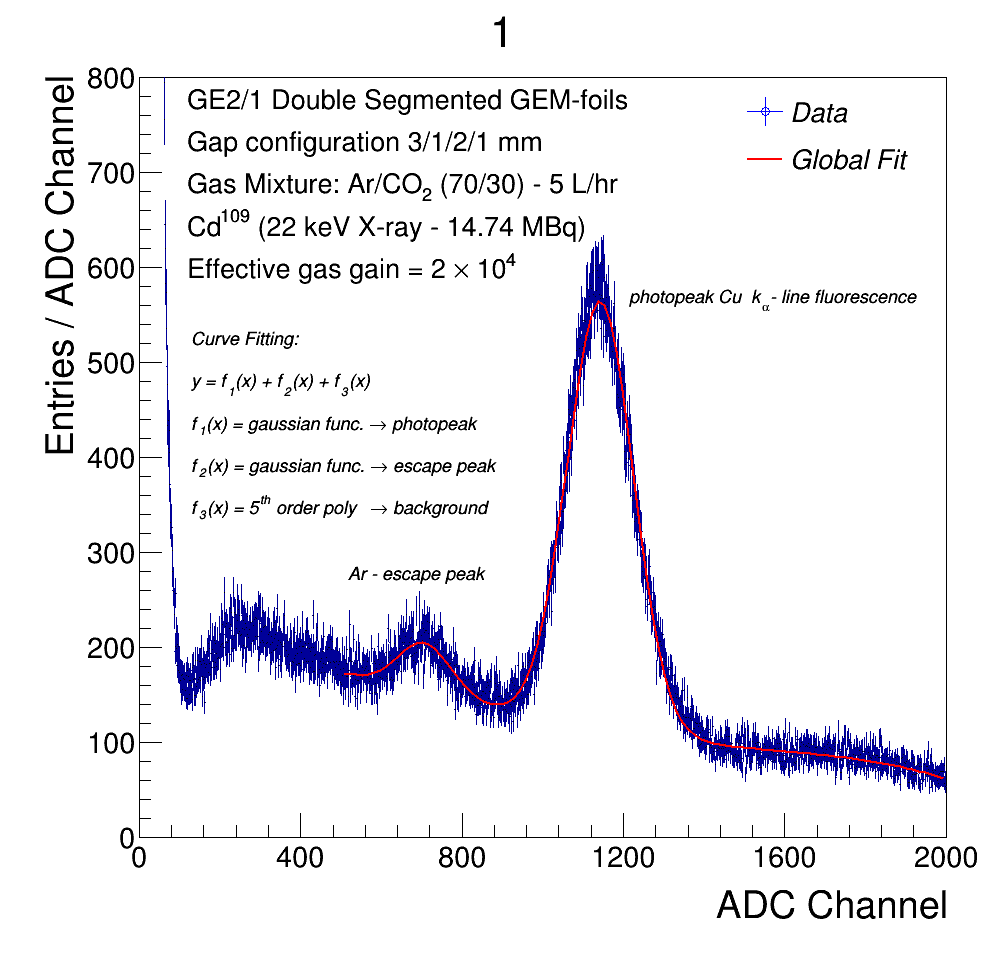 1
GE2/1 Double Segmented GEM-foils
Gap configuration 3/1/2/1 mm
Gas Mixture: Ar/CO₂ (70/30) - 5 L/hr
Cd¹⁰⁹ (22 keV X-ray - 14.74 MBq)
Effective gas gain = 2 × 10⁴
Data
Global Fit
photopeak Cu k_α - line fluorescence
Curve Fitting:
y = f₁(x) + f₂(x) + f₃(x)
f₁(x) = gaussian func. → photopeak
f₂(x) = gaussian func. → escape peak
f₃(x) = 5ᵗʰ order poly → background
Ar - escape peak
Entries / ADC Channel
800
700
600
500
400
300
200
100
0
0 400 800 1200 1600 2000
ADC Channel